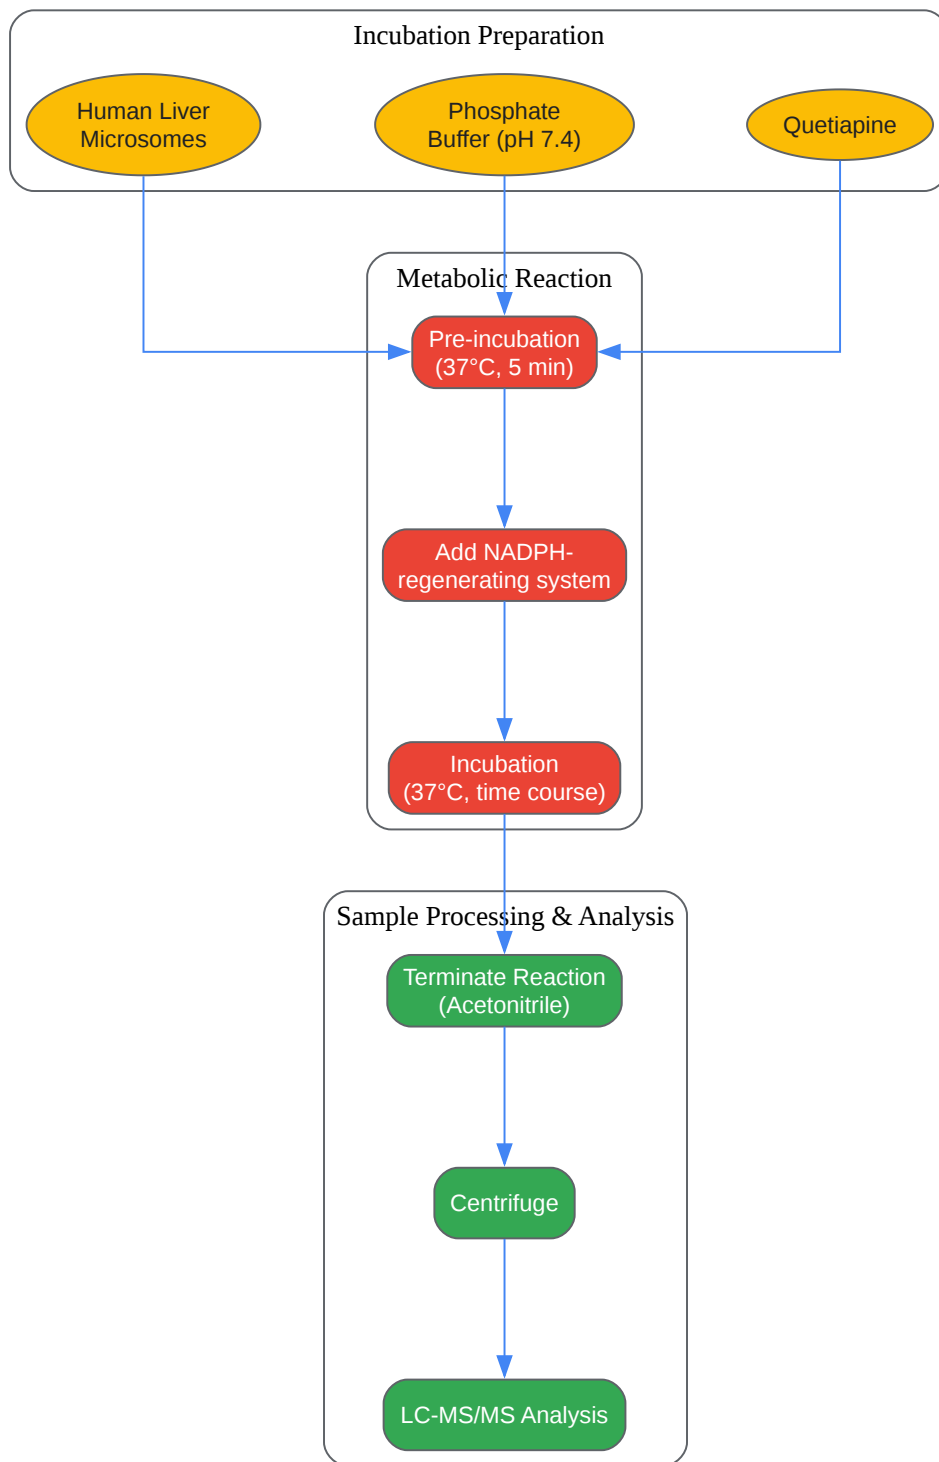 Incubation Preparation
Human Liver
Microsomes
Phosphate
Buffer (pH 7.4)
Quetiapine
Metabolic Reaction
Pre-incubation
(37°C, 5 min)
Add NADPH-
regenerating system
Incubation
(37°C, time course)
Sample Processing & Analysis
Terminate Reaction
(Acetonitrile)
Centrifuge
LC-MS/MS Analysis